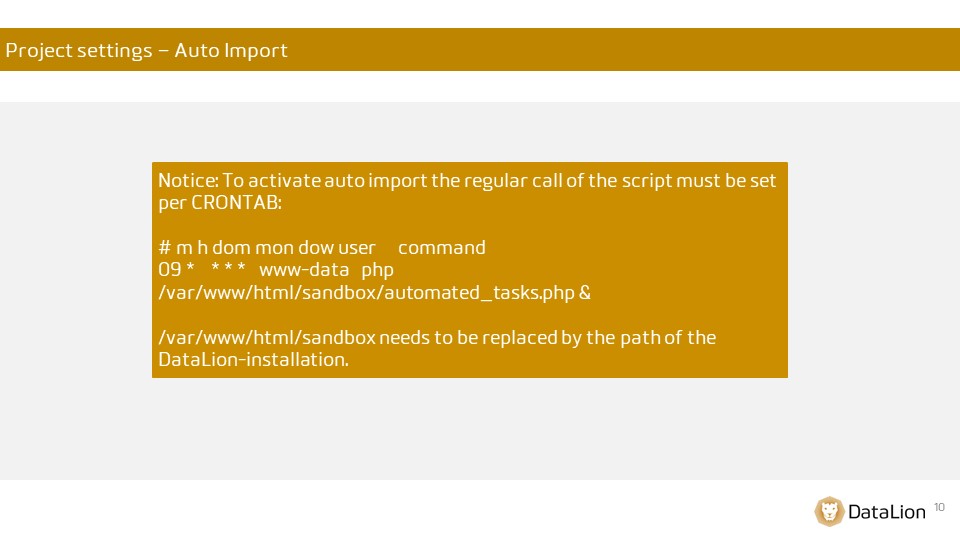 Project settings – Auto Import
Notice: To activate auto import the regular call of the script must be set
per CRONTAB:
# m h dom mon dow user command
09 * * * * www-data php
/var/www/html/sandbox/automated_tasks.php &
/var/www/html/sandbox needs to be replaced by the path of the
DataLion-installation.
DataLion 10